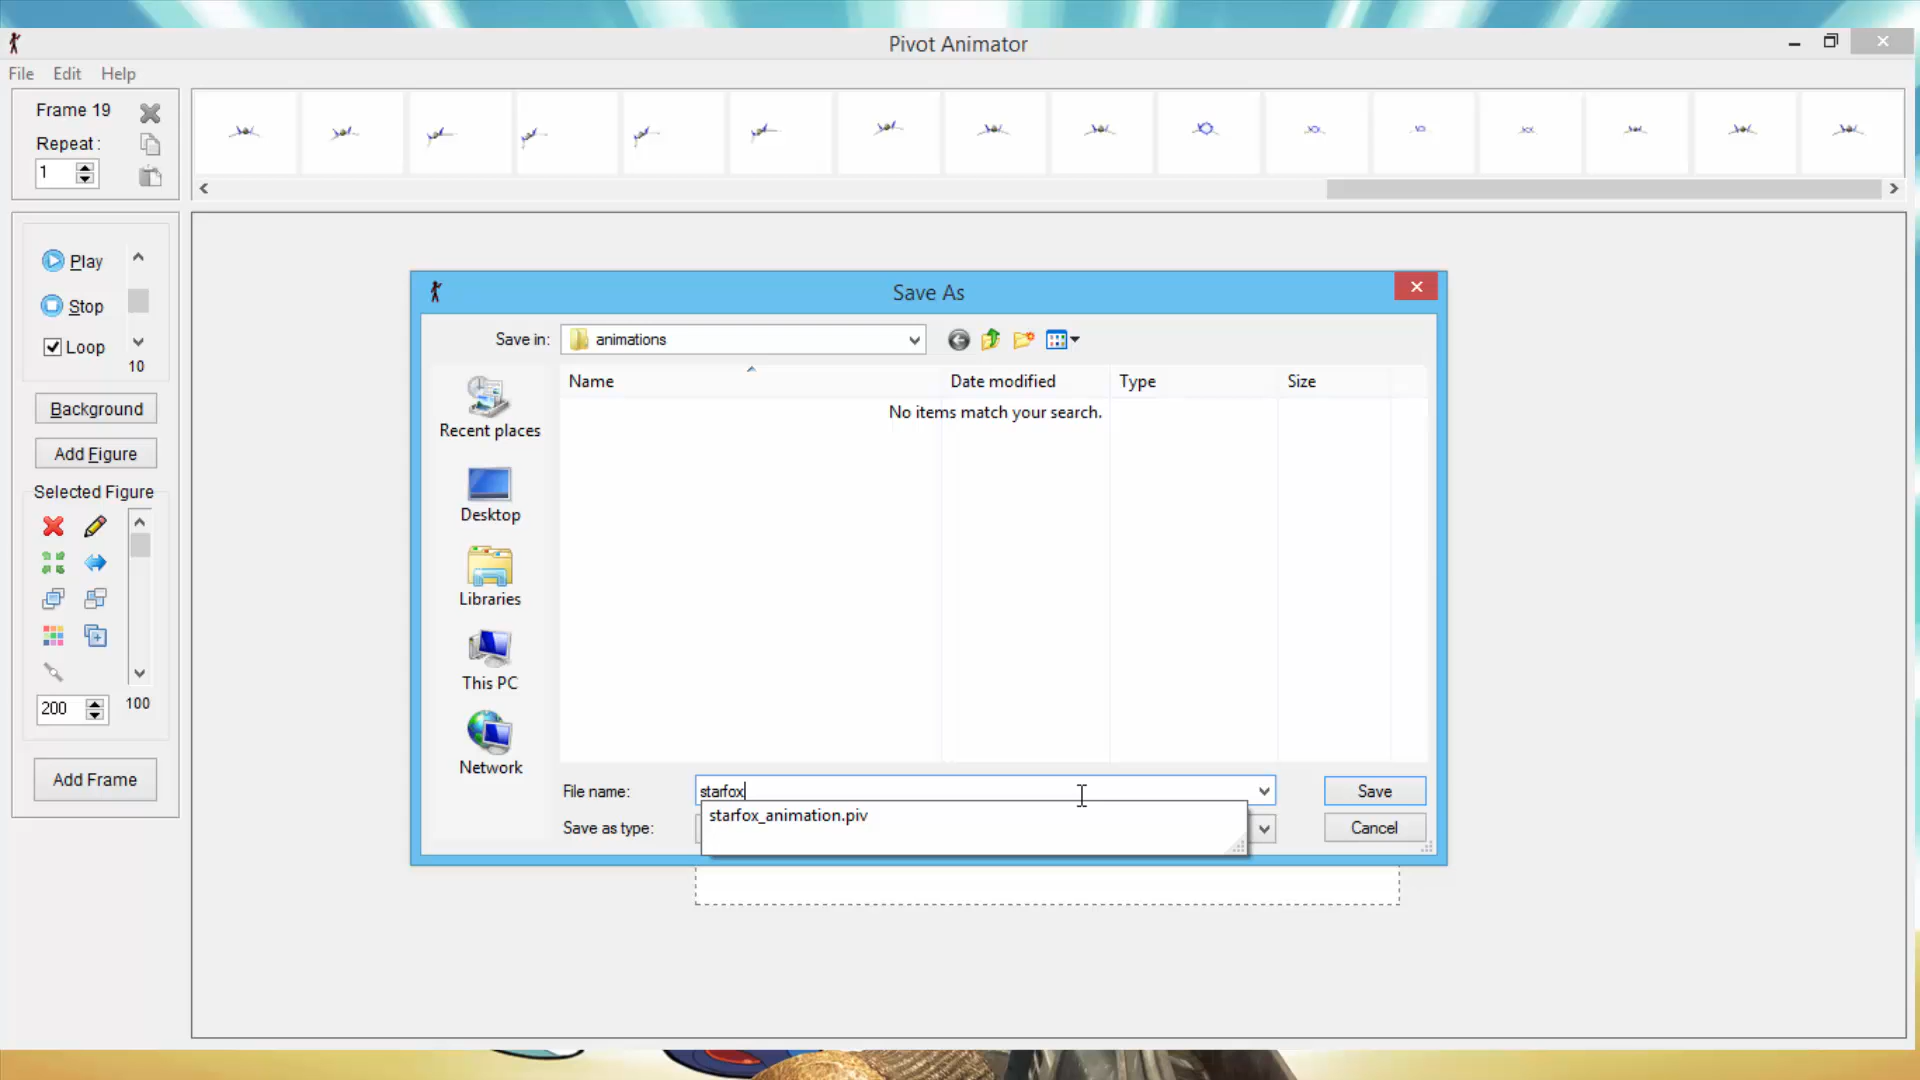 Pivot Animator
File Edit Help
Frame 19
Repeat:
1
Play
Stop
Loop
10
Background
Add Figure
Selected Figure
200
100
Add Frame
Save As
Save in:
animations
Name
Date modified
Type
Size
No items match your search.
Recent places
Desktop
Libraries
This PC
Network
File name:
starfox
Save
starfox_animation.piv
Save as type:
Cancel